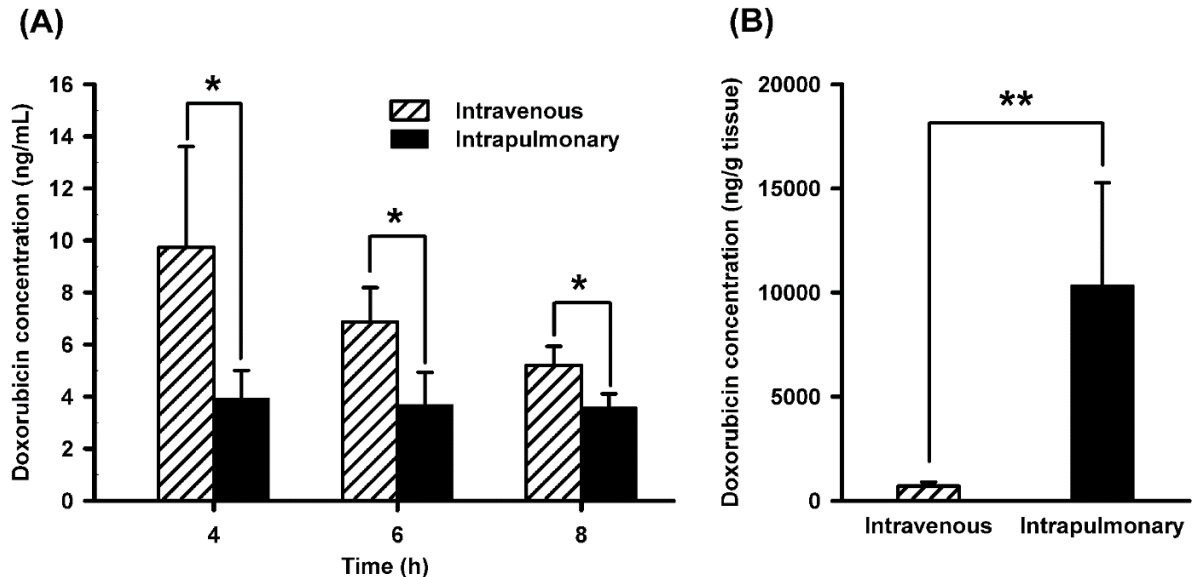 (A)
Doxorubicin concentration (ng/mL)
16
14
12
10
8
6
4
2
0
*
*
*
Intravenous
Intrapulmonary
4
6
8
Time (h)
(B)
Doxorubicin concentration (ng/g tissue)
20000
15000
10000
5000
0
**
Intravenous
Intrapulmonary